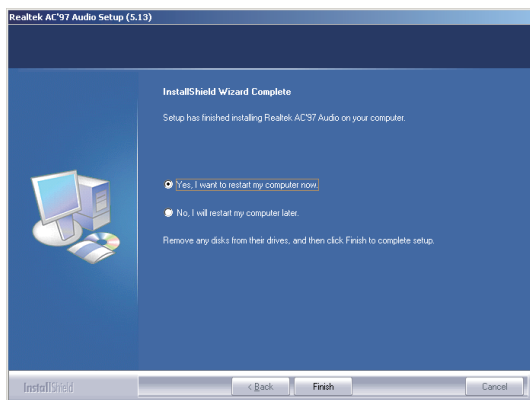 Realtek AC'97 Audio Setup (5.13)
InstallShield Wizard Complete
Setup has finished installing Realtek AC'97 Audio on your computer.
Yes, I want to restart my computer now.
No, I will restart my computer later.
Remove any disks from their drives, and then click Finish to complete setup.
InstallShield
< Back
Finish
Cancel